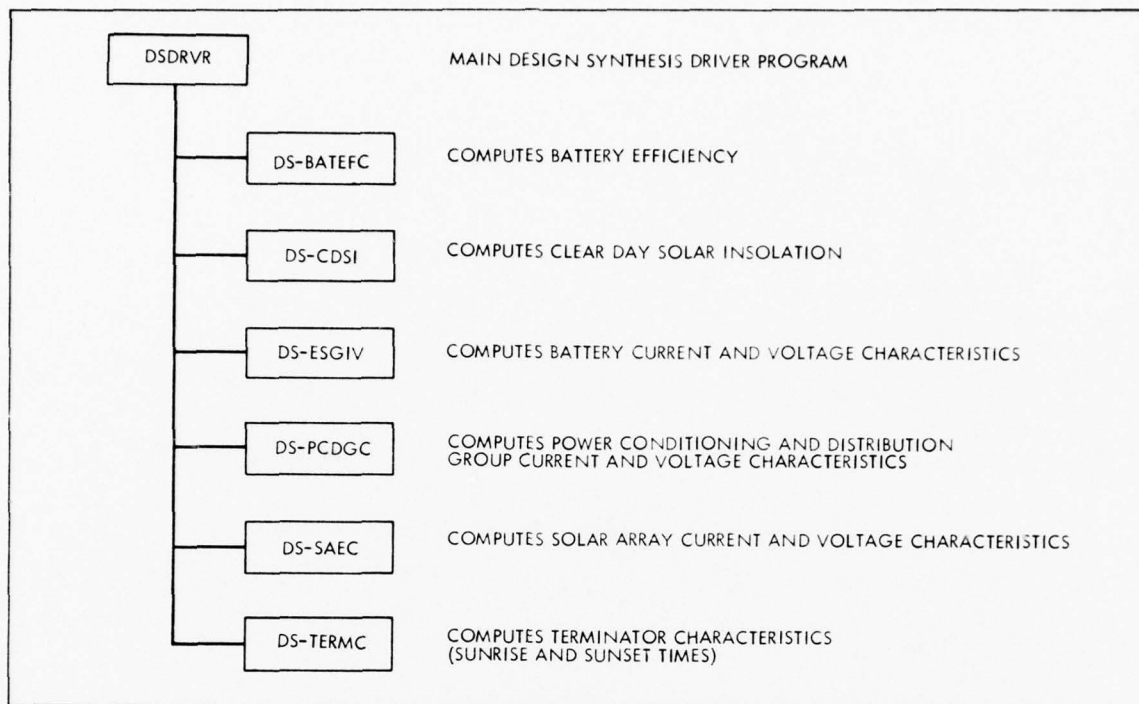 DSDRVR MAIN DESIGN SYNTHESIS DRIVER PROGRAM
DS-BATEFC COMPUTES BATTERY EFFICIENCY
DS-CDSI COMPUTES CLEAR DAY SOLAR INSOLATION
DS-ESGIV COMPUTES BATTERY CURRENT AND VOLTAGE CHARACTERISTICS
DS-PCDGC COMPUTES POWER CONDITIONING AND DISTRIBUTION
GROUP CURRENT AND VOLTAGE CHARACTERISTICS
DS-SAEC COMPUTES SOLAR ARRAY CURRENT AND VOLTAGE CHARACTERISTICS
DS-TERMC COMPUTES TERMINATOR CHARACTERISTICS
(SUNRISE AND SUNSET TIMES)